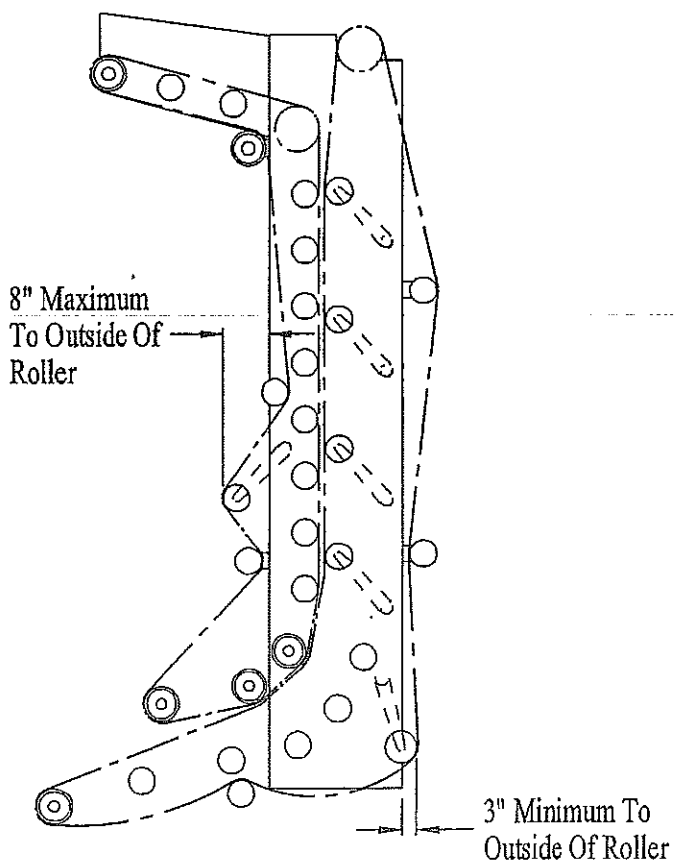 8" Maximum
To Outside Of
Roller
3" Minimum To
Outside Of Roller